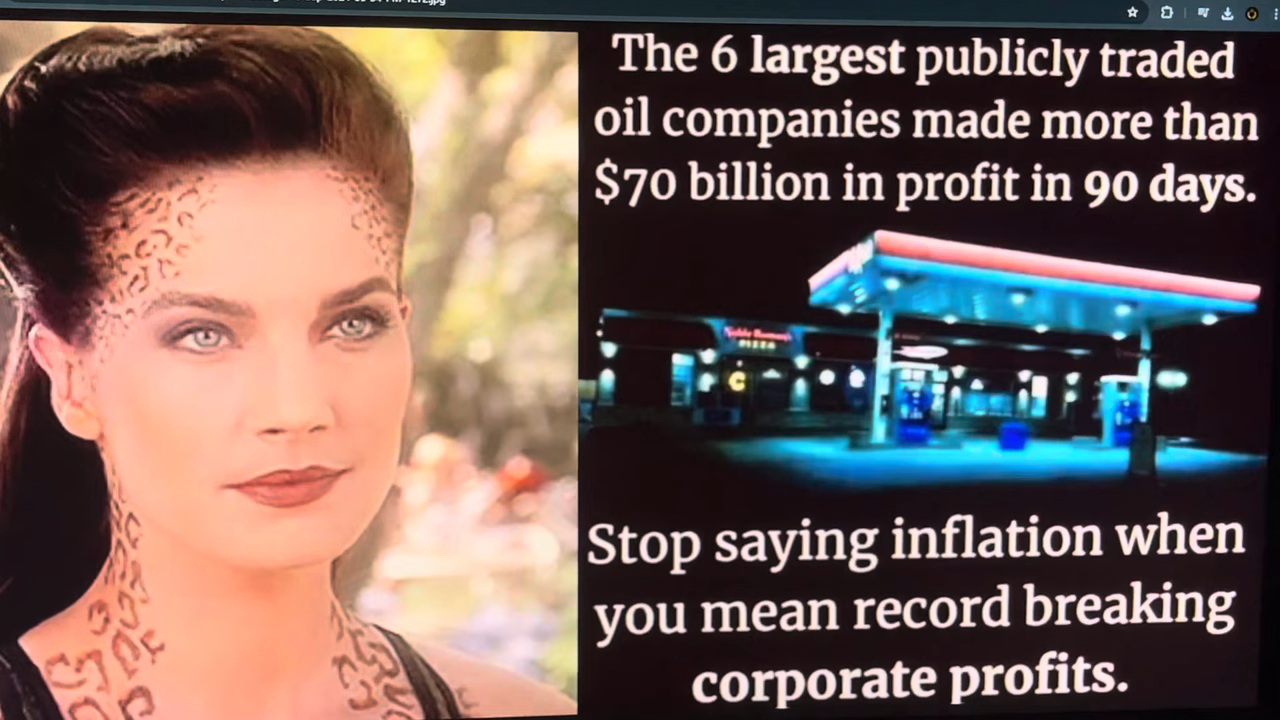 The 6 largest publicly traded
oil companies made more than
$70 billion in profit in 90 days.
PIZZA
Stop saying inflation when
you mean record breaking
corporate profits.